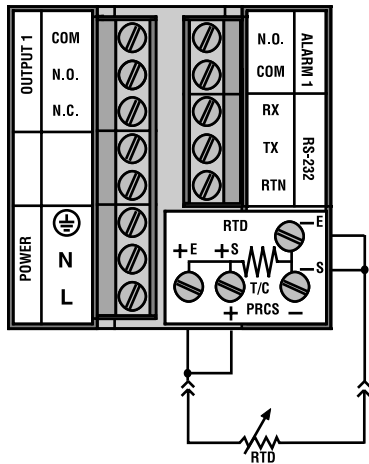 OUTPUT 1
COM
N.O.
N.C.
POWER
N
L
N.O.
COM
ALARM 1
RX
TX
RTN
RS-232
RTD
+E
+S
–E
–S
T/C
+ PRCS –
RTD